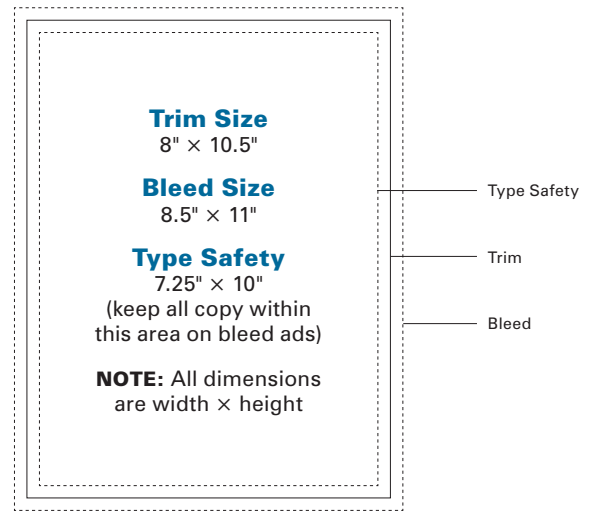 Trim Size
8" × 10.5"
Bleed Size
8.5" × 11"
Type Safety
7.25" × 10"
(keep all copy within
this area on bleed ads)
NOTE: All dimensions
are width × height
Type Safety
Trim
Bleed